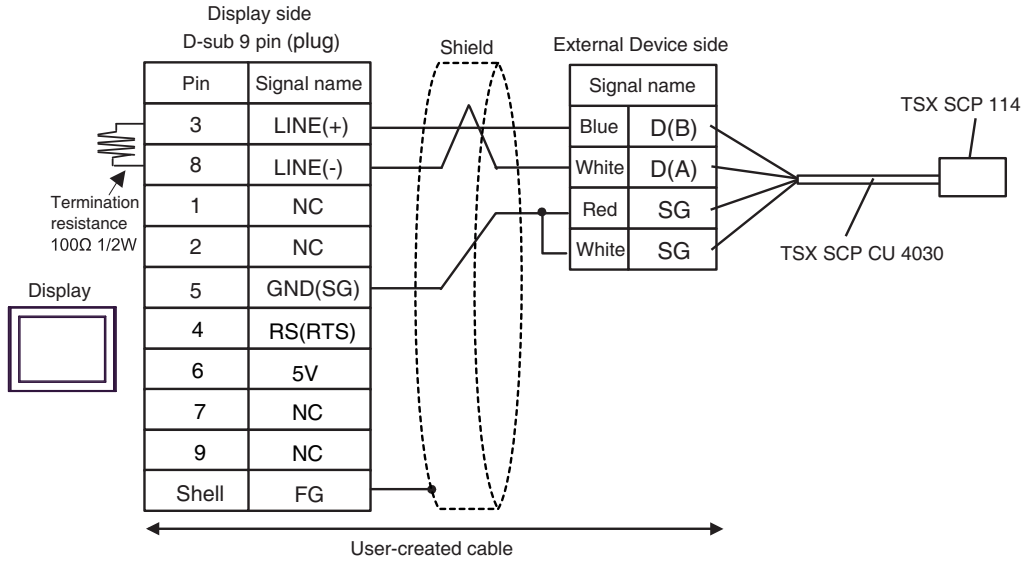 Display side
D-sub 9 pin (plug)
Shield
External Device side
Pin Signal name
Signal name
TSX SCP 114
3 LINE(+)
Blue D(B)
8 LINE(-)
White D(A)
Termination
resistance
100Ω 1/2W
1 NC
Red SG
2 NC
White SG
TSX SCP CU 4030
Display
5 GND(SG)
4 RS(RTS)
6 5V
7 NC
9 NC
Shell FG
User-created cable